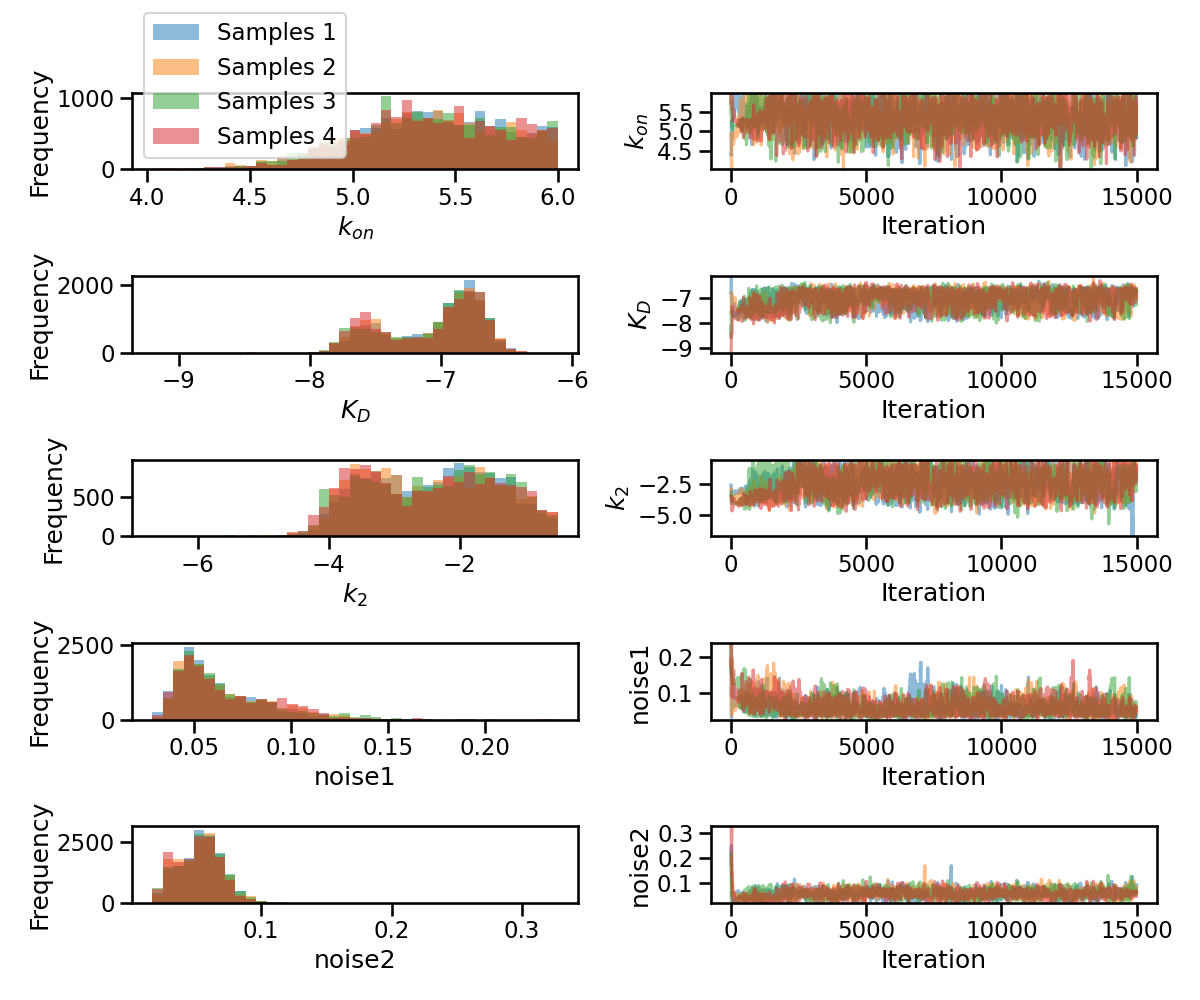 Samples 1
Samples 2
Samples 3
Samples 4
Frequency
1000
0
4.0 4.5 5.0 5.5 6.0
k_on
k_on
5.5
5.0
4.5
0 5000 10000 15000
Iteration
Frequency
2000
0
−9 −8 −7 −6
K_D
K_D
−7
−8
−9
0 5000 10000 15000
Iteration
Frequency
500
0
−6 −4 −2
k_2
k_2
−2.5
−5.0
0 5000 10000 15000
Iteration
Frequency
2500
0
0.05 0.10 0.15 0.20
noise1
noise1
0.2
0.1
0 5000 10000 15000
Iteration
Frequency
2500
0
0.1 0.2 0.3
noise2
noise2
0.3
0.2
0.1
0 5000 10000 15000
Iteration